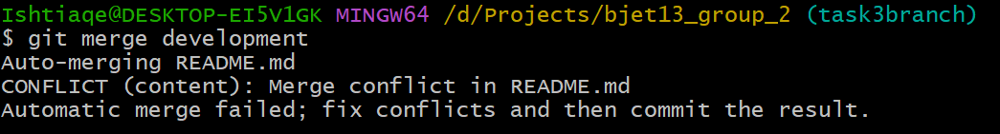 Ishtiaqe@DESKTOP-EI5V1GK MINGW64 /d/Projects/bjet13_group_2 (task3branch)
$ git merge development
Auto-merging README.md
CONFLICT (content): Merge conflict in README.md
Automatic merge failed; fix conflicts and then commit the result.